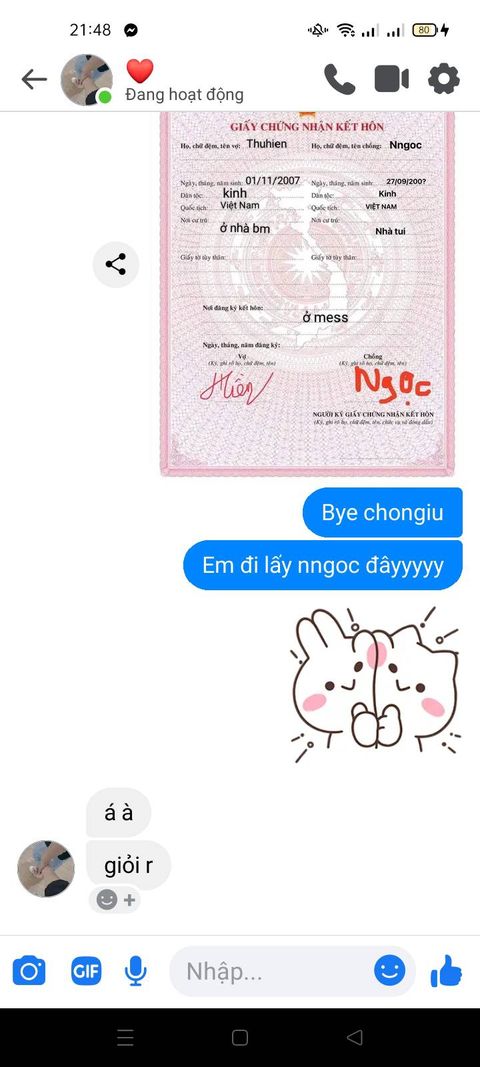 21:48
80
Đang hoạt động
GIẤY CHỨNG NHẬN KẾT HÔN
Họ, chữ đệm, tên vợ: Thuhien Họ, chữ đệm, tên chồng: Nngoc
Ngày, tháng, năm sinh: 01/11/2007 Ngày, tháng, năm sinh: 27/09/200?
Dân tộc: kinh Dân tộc: Kinh
Quốc tịch: Việt Nam Quốc tịch: VIỆT NAM
Nơi cư trú: ở nhà bm Nơi cư trú: Nhà tui
Giấy tờ tùy thân: Giấy tờ tùy thân:
Nơi đăng ký kết hôn: ở mess
Ngày, tháng, năm đăng ký:
Vợ Chồng
(Ký, ghi rõ họ, chữ đệm, tên) (Ký, ghi rõ họ, chữ đệm, tên)
Hiền Ngọc
NGƯỜI KÝ GIẤY CHỨNG NHẬN KẾT HÔN
(Ký, ghi rõ họ, chữ đệm, tên, chức vụ và đóng dấu)
Bye chongiu
Em đi lấy nngoc đâyyyyy
á à
giỏi r
GIF
Nhập...